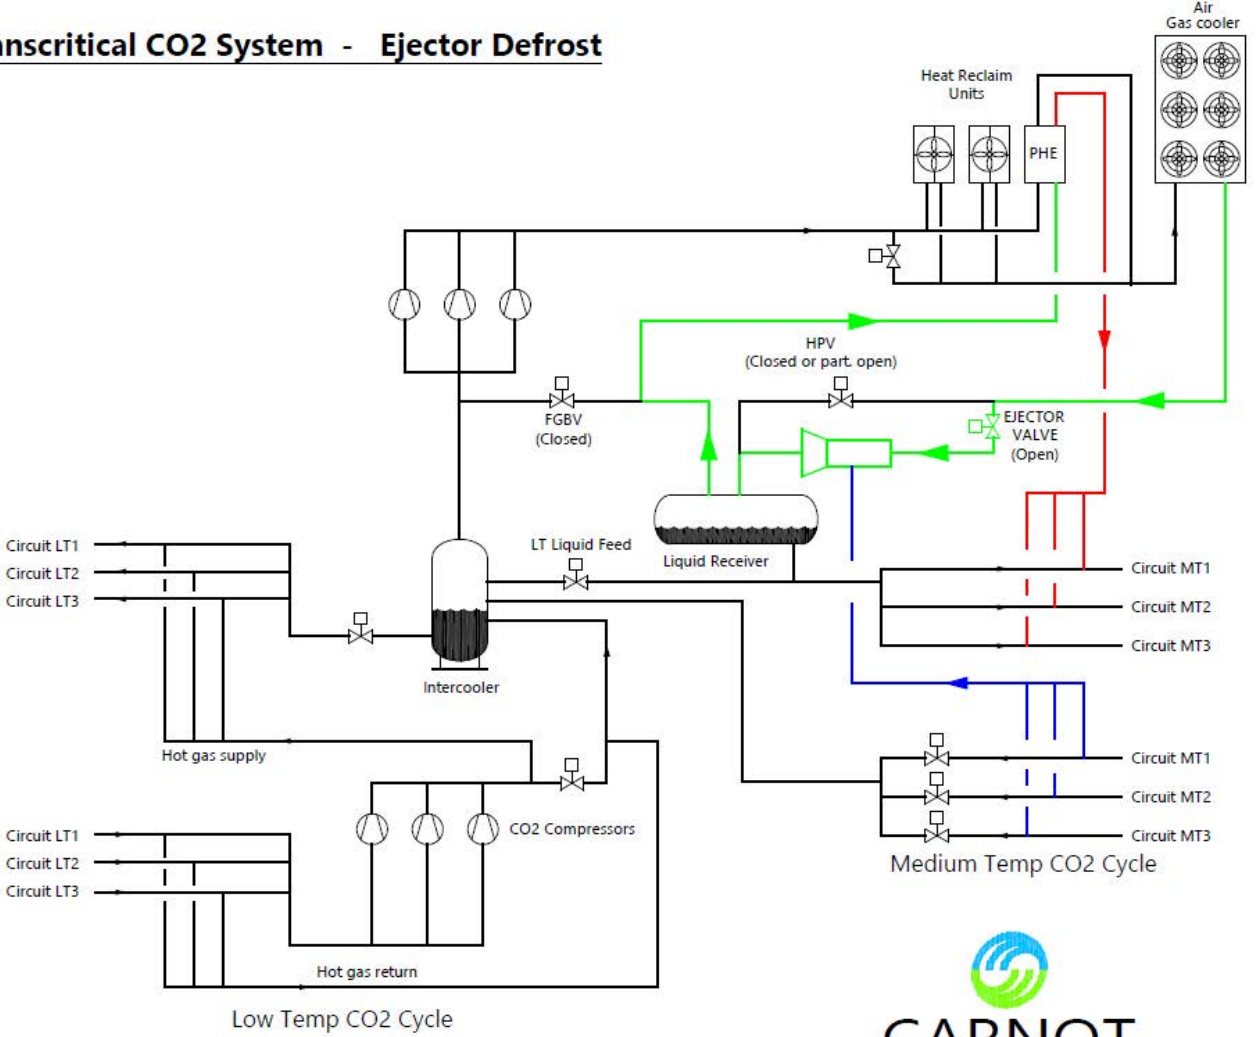 anscritical CO2 System - Ejector Defrost
Air
Gas cooler
Heat Reclaim
Units
PHE
HPV
(Closed or part. open)
FGBV
(Closed)
EJECTOR
VALVE
(Open)
LT Liquid Feed
Liquid Receiver
Circuit LT1
Circuit LT2
Circuit LT3
Circuit MT1
Circuit MT2
Circuit MT3
Intercooler
Hot gas supply
Circuit MT1
Circuit MT2
Circuit MT3
CO2 Compressors
Circuit LT1
Circuit LT2
Circuit LT3
Medium Temp CO2 Cycle
Hot gas return
Low Temp CO2 Cycle
CARNOT